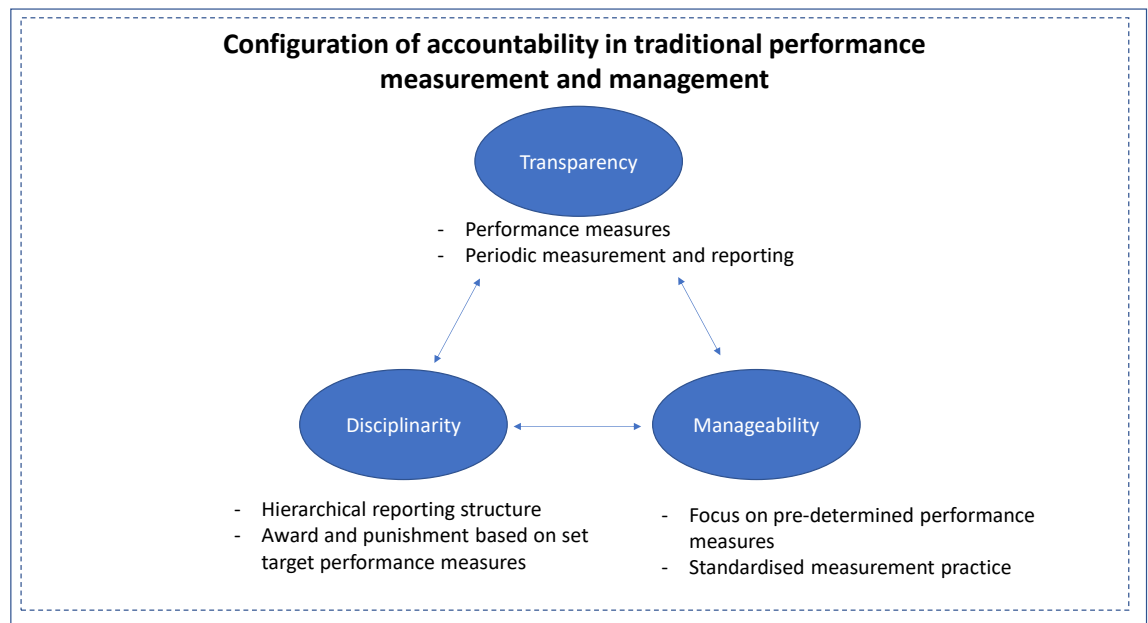 Configuration of accountability in traditional performance
measurement and management
Transparency
- Performance measures
- Periodic measurement and reporting
Disciplinarity
Manageability
- Hierarchical reporting structure
- Award and punishment based on set
target performance measures
- Focus on pre-determined performance
measures
- Standardised measurement practice